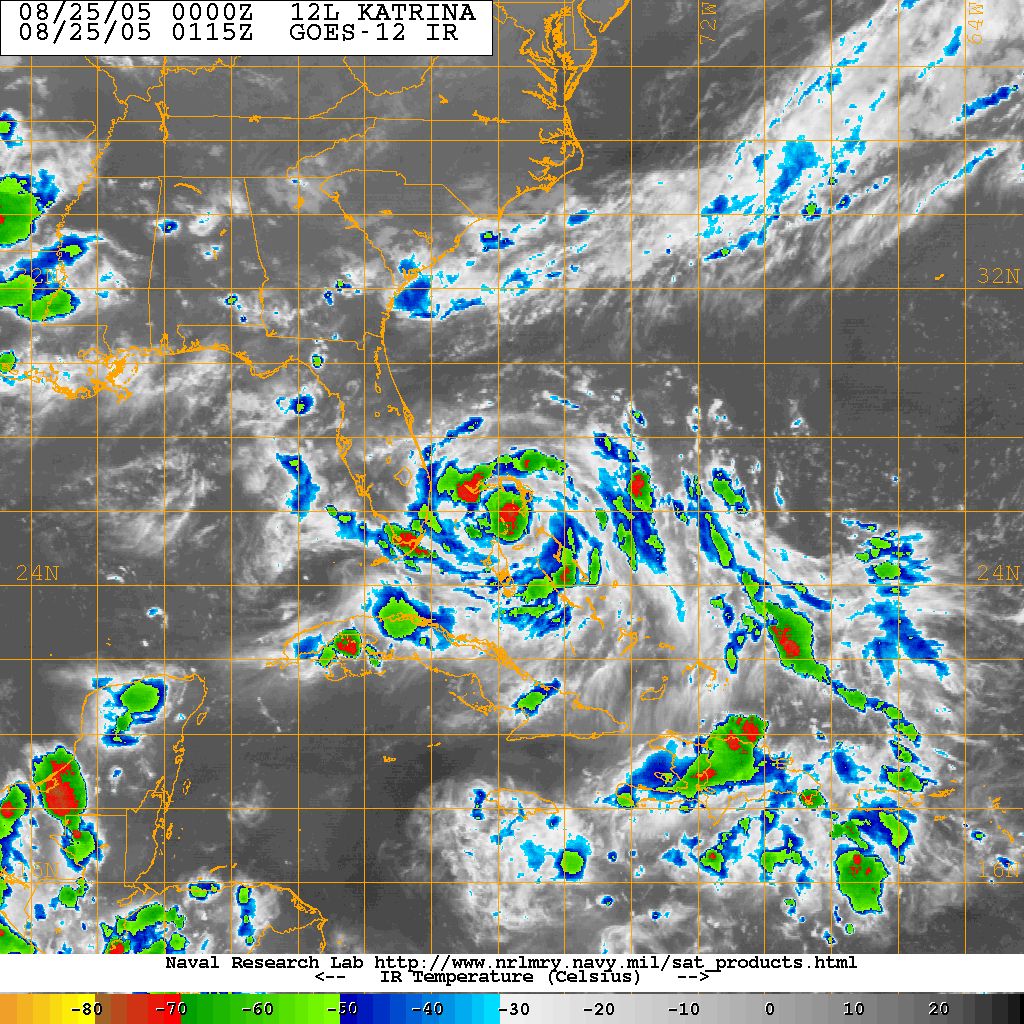 08/25/05 0000Z 12L KATRINA
08/25/05 0115Z GOES-12 IR
72W
64W
32N
32N
24N
24N
16N
16N
Naval Research Lab http://www.nrlmry.navy.mil/sat_products.html
<-- IR Temperature (Celsius) -->
-80 -70 -60 -50 -40 -30 -20 -10 0 10 20